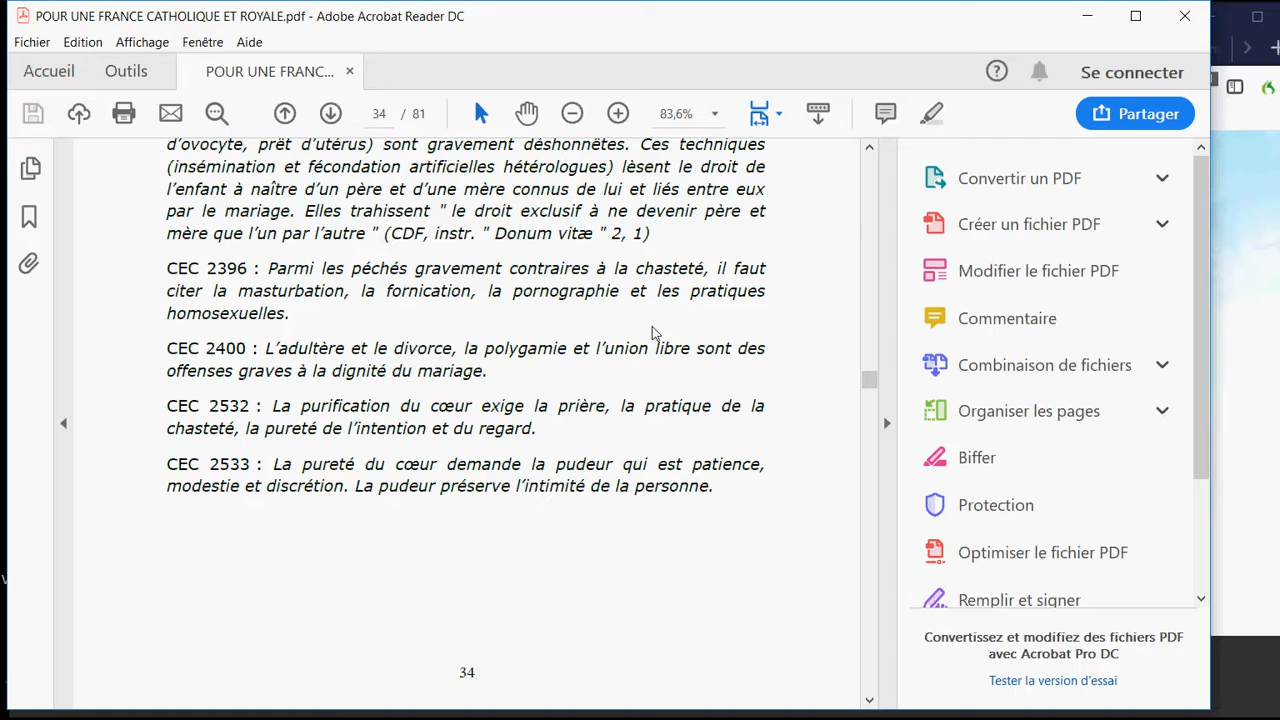 POUR UNE FRANCE CATHOLIQUE ET ROYALE.pdf - Adobe Acrobat Reader DC
Fichier Edition Affichage Fenêtre Aide
Accueil Outils POUR UNE FRANC... × Se connecter
34 / 81 83,6% Partager
d'ovocyte, prêt d'utérus) sont gravement déshonnêtes. Ces techniques
(insémination et fécondation artificielles hétérologues) lèsent le droit de
l'enfant à naître d'un père et d'une mère connus de lui et liés entre eux
par le mariage. Elles trahissent " le droit exclusif à ne devenir père et
mère que l'un par l'autre " (CDF, instr. " Donum vitæ " 2, 1)
CEC 2396 : Parmi les péchés gravement contraires à la chasteté, il faut
citer la masturbation, la fornication, la pornographie et les pratiques
homosexuelles.
CEC 2400 : L'adultère et le divorce, la polygamie et l'union libre sont des
offenses graves à la dignité du mariage.
CEC 2532 : La purification du cœur exige la prière, la pratique de la
chasteté, la pureté de l'intention et du regard.
CEC 2533 : La pureté du cœur demande la pudeur qui est patience,
modestie et discrétion. La pudeur préserve l'intimité de la personne.
34
Convertir un PDF
Créer un fichier PDF
Modifier le fichier PDF
Commentaire
Combinaison de fichiers
Organiser les pages
Biffer
Protection
Optimiser le fichier PDF
Remplir et signer
Convertissez et modifiez des fichiers PDF
avec Acrobat Pro DC
Tester la version d'essai